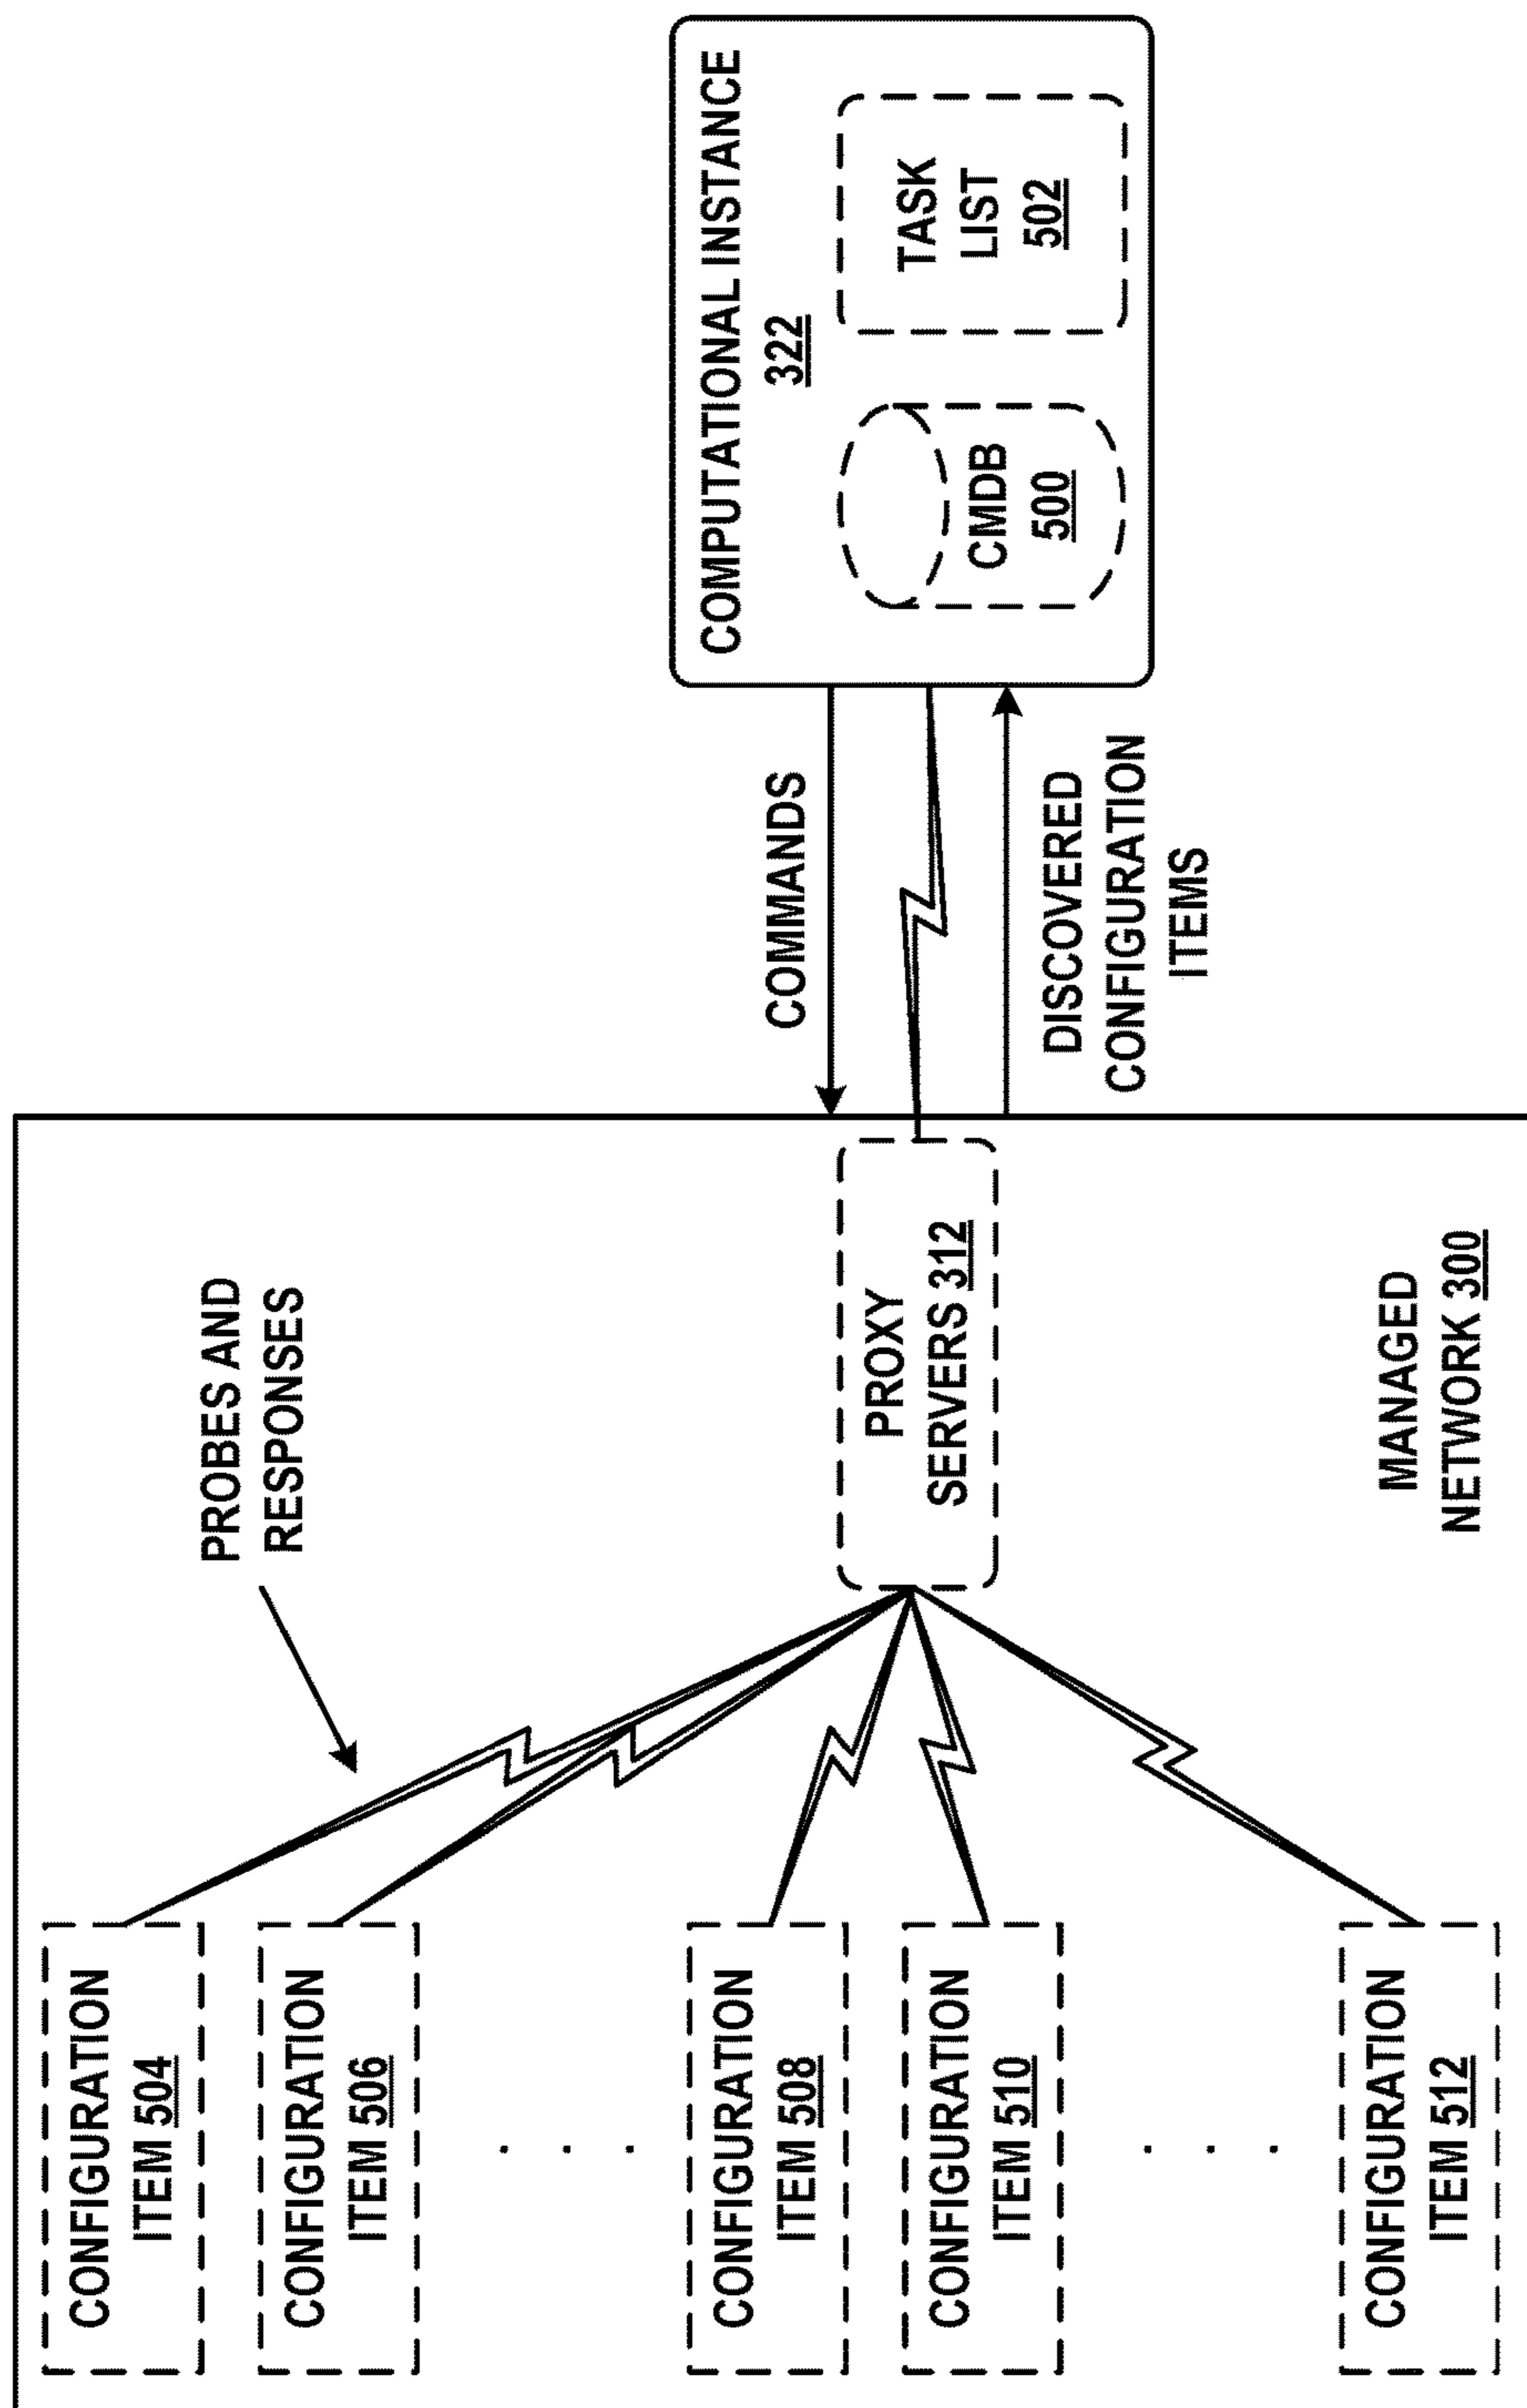 COMPUTATIONAL INSTANCE
322
CMDB
500
TASK
LIST
502
COMMANDS
DISCOVERED
CONFIGURATION
ITEMS
PROBES AND
RESPONSES
PROXY
SERVERS 312
MANAGED
NETWORK 300
CONFIGURATION
ITEM 504
CONFIGURATION
ITEM 506
. . .
CONFIGURATION
ITEM 508
CONFIGURATION
ITEM 510
. . .
CONFIGURATION
ITEM 512